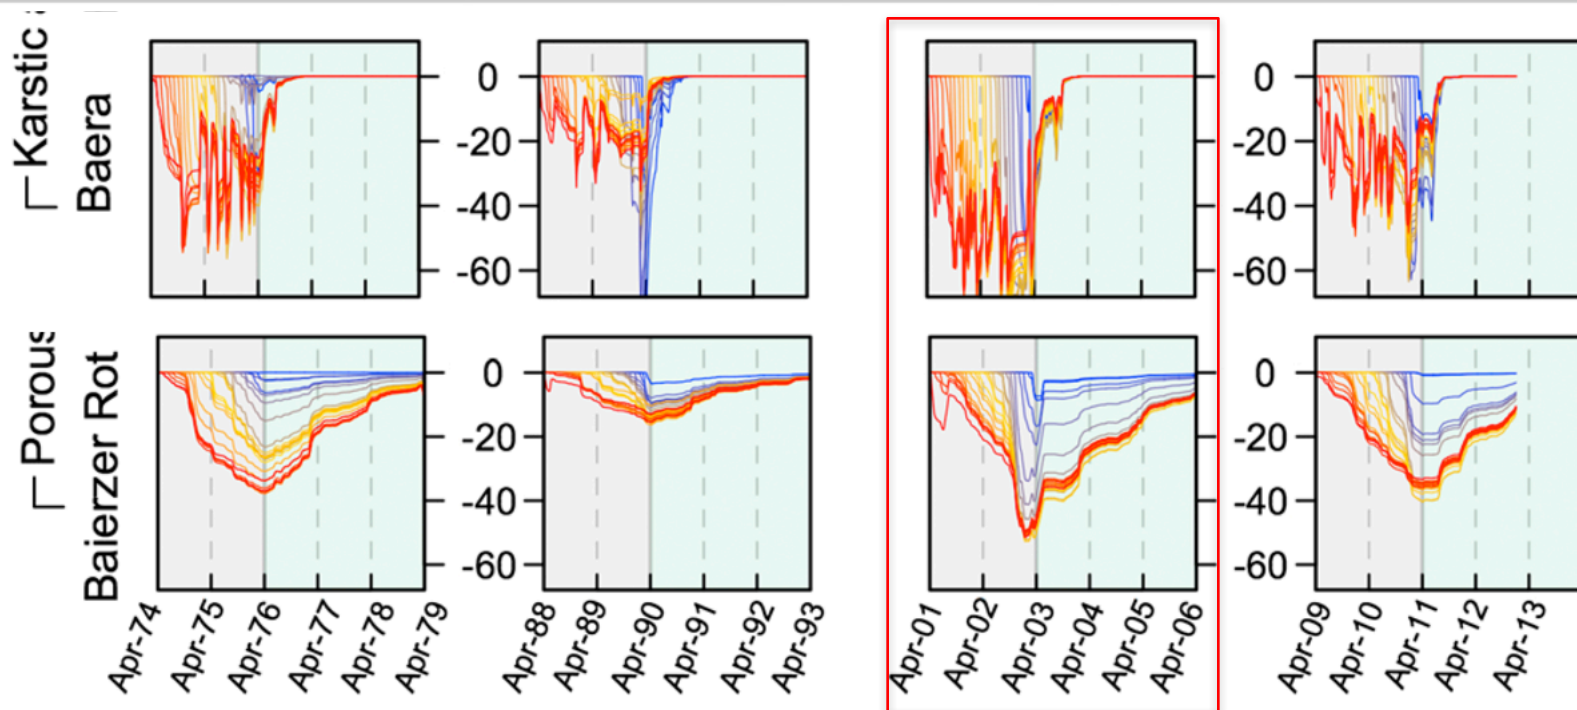 Karstic
Baera
0
-20
-40
-60
0
-20
-40
-60
Porous
Baierzer Rot
0
-20
-40
-60
0
-20
-40
-60
Apr-74
Apr-75
Apr-76
Apr-77
Apr-78
Apr-79
Apr-88
Apr-89
Apr-90
Apr-91
Apr-92
Apr-93
Apr-01
Apr-02
Apr-03
Apr-04
Apr-05
Apr-06
Apr-09
Apr-10
Apr-11
Apr-12
Apr-13